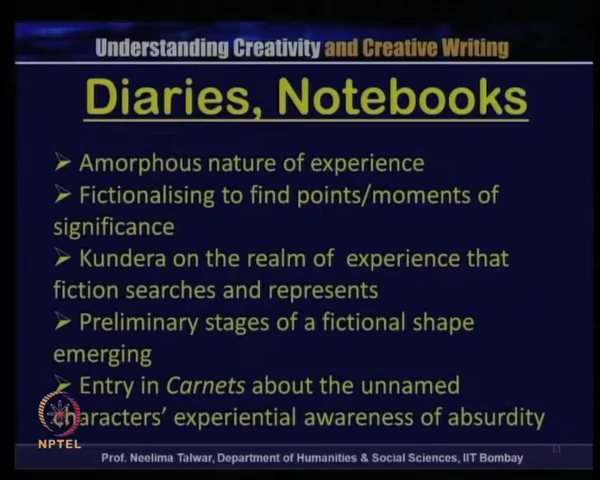 Understanding Creativity and Creative Writing
Diaries, Notebooks
➢ Amorphous nature of experience
➢ Fictionalising to find points/moments of
significance
➢ Kundera on the realm of experience that
fiction searches and represents
➢ Preliminary stages of a fictional shape
emerging
➢ Entry in Carnets about the unnamed
characters' experiential awareness of absurdity
NPTEL
Prof. Neelima Talwar, Department of Humanities & Social Sciences, IIT Bombay